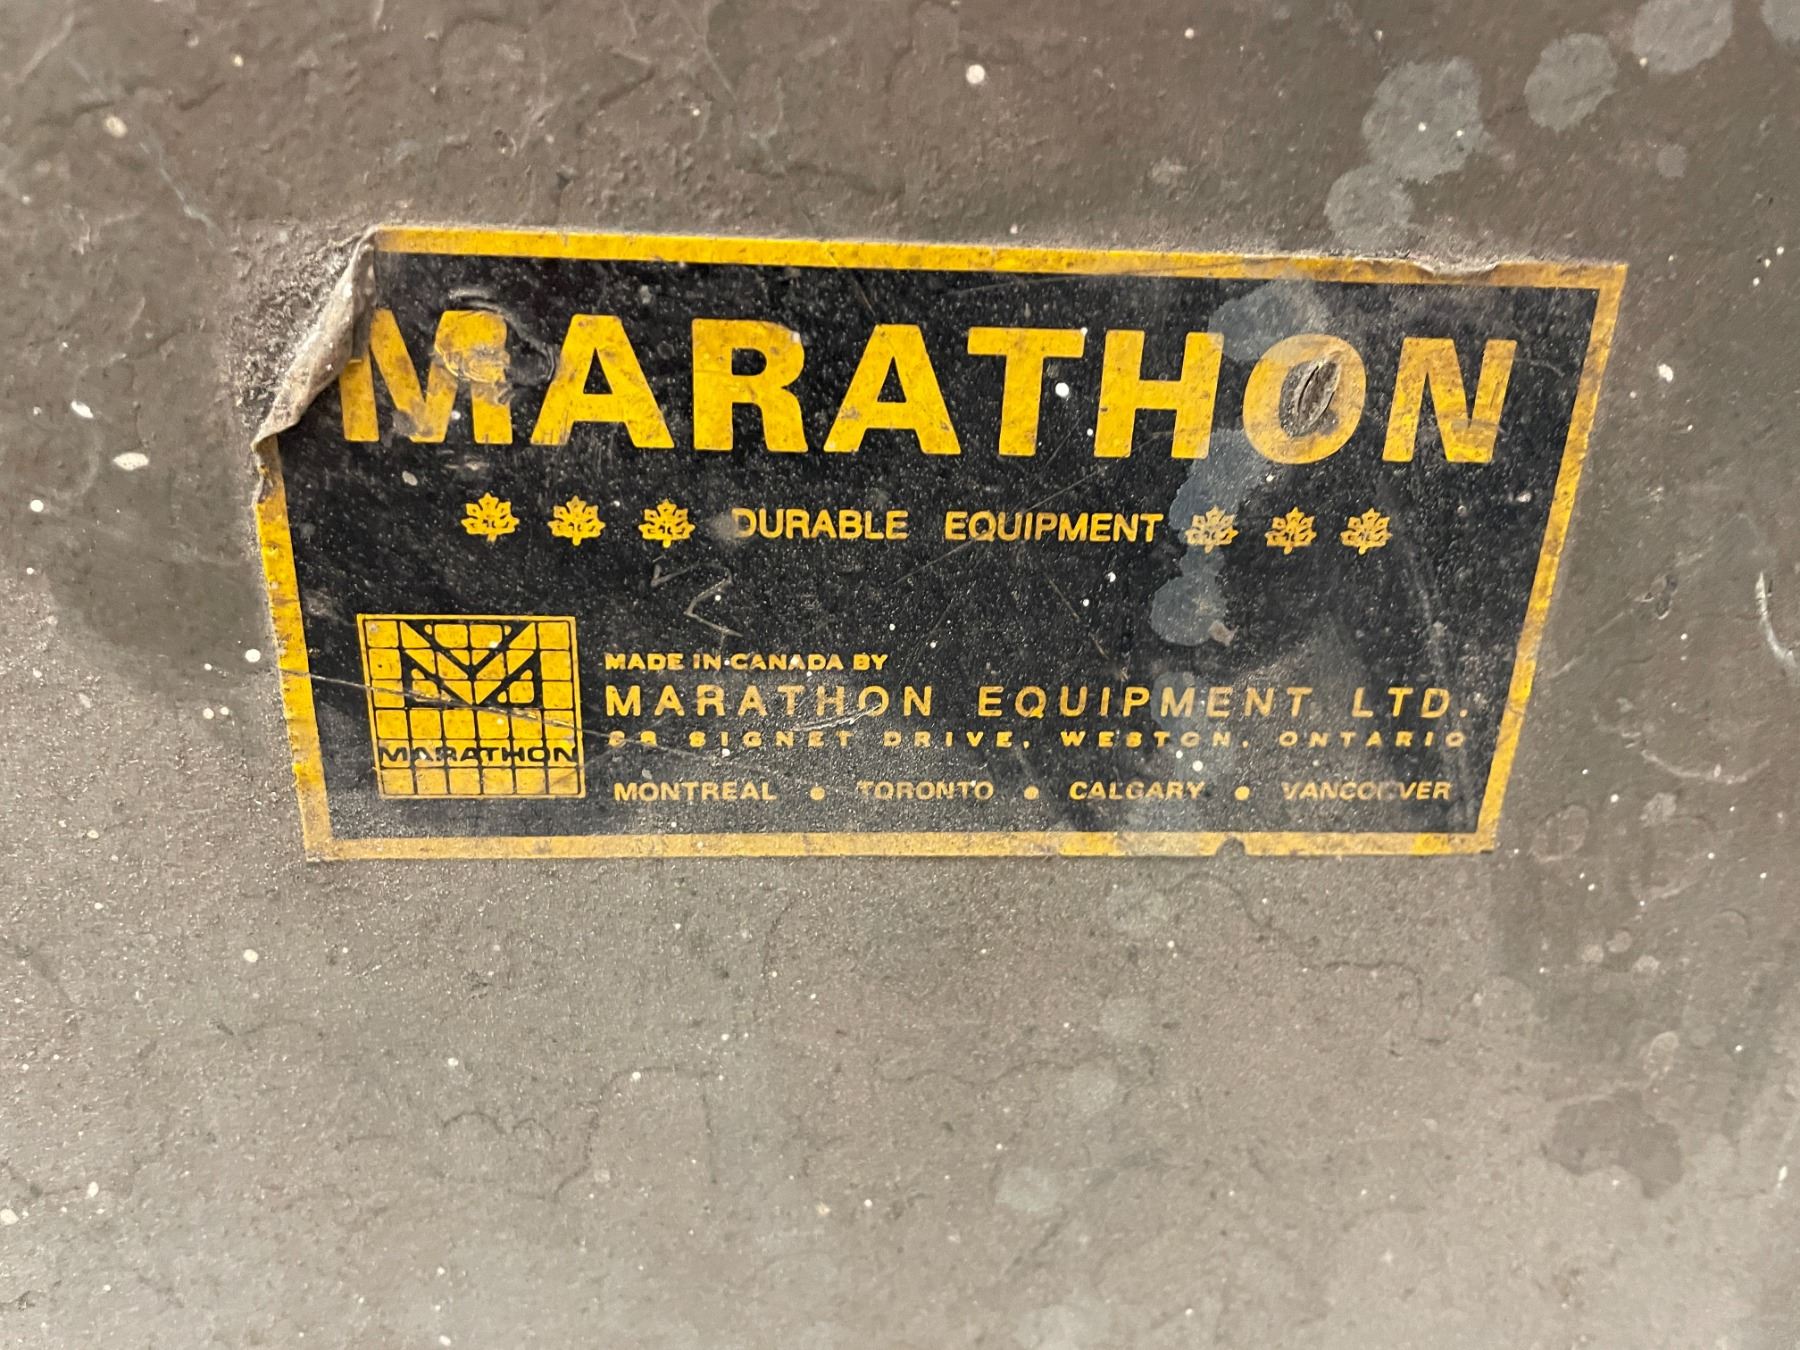 MARATHON
DURABLE EQUIPMENT
MADE IN CANADA BY
MARATHON EQUIPMENT LTD.
SIGNET DRIVE, WESTON, ONTARIO
MARATHON
MONTREAL • TORONTO • CALGARY • VANCOUVER